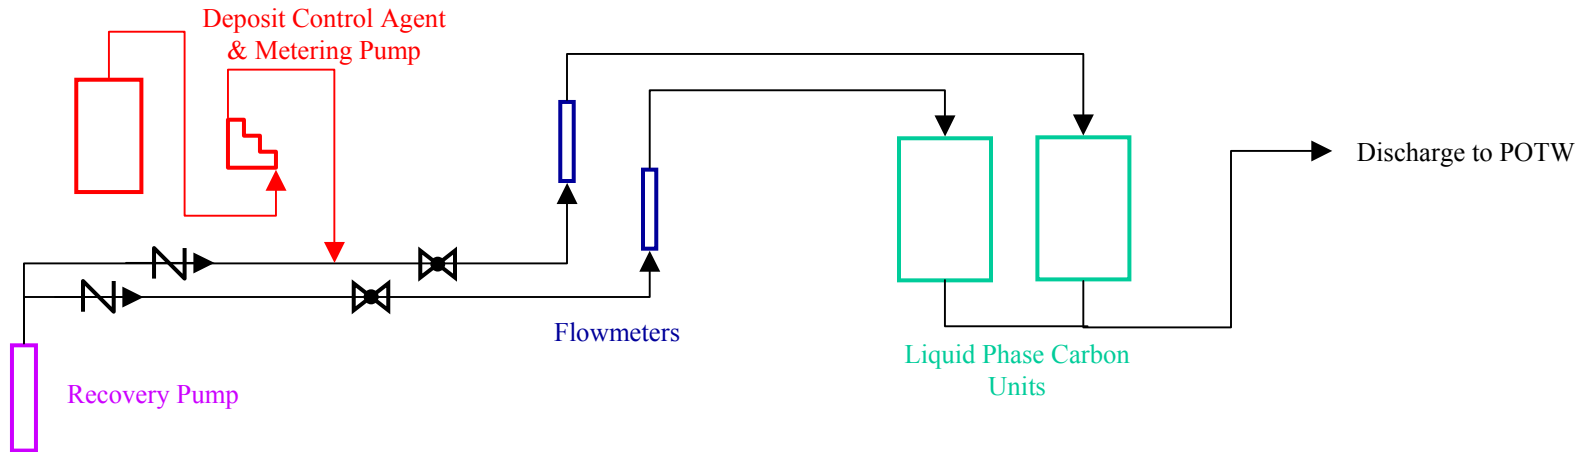 Deposit Control Agent
& Metering Pump
Discharge to POTW
Flowmeters
Liquid Phase Carbon
Units
Recovery Pump